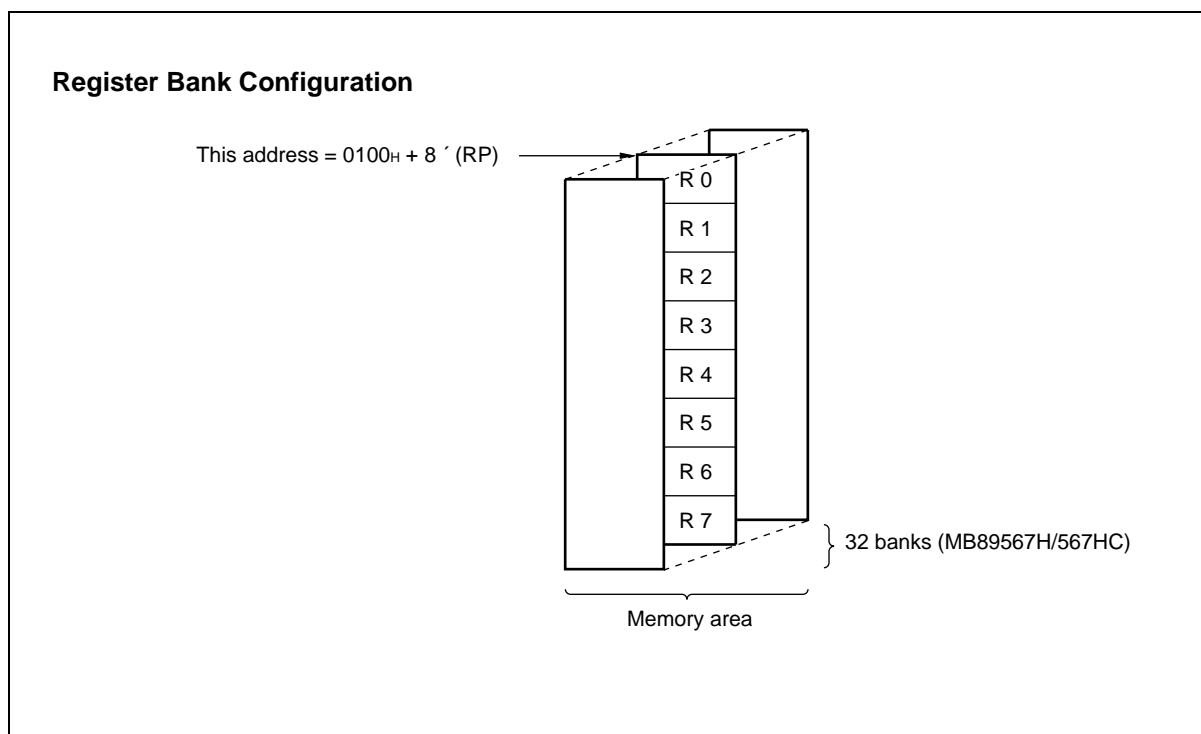 Register Bank Configuration
This address = 0100H + 8 ´ (RP)
R 0
R 1
R 2
R 3
R 4
R 5
R 6
R 7
32 banks (MB89567H/567HC)
Memory area